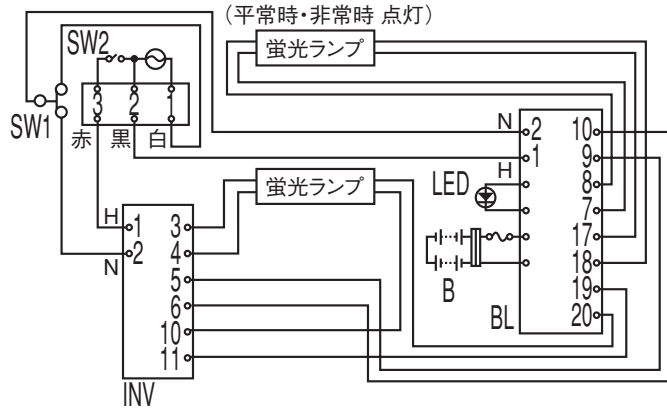 (平常時・非常時 点灯)
蛍光ランプ
SW2
3 2 1
SW1
赤 黒 白
N 2 10
1 9
H 8
LED
7
17
18
19
20
B
BL
蛍光ランプ
H 1 3
N 2 4
5
6
10
11
INV